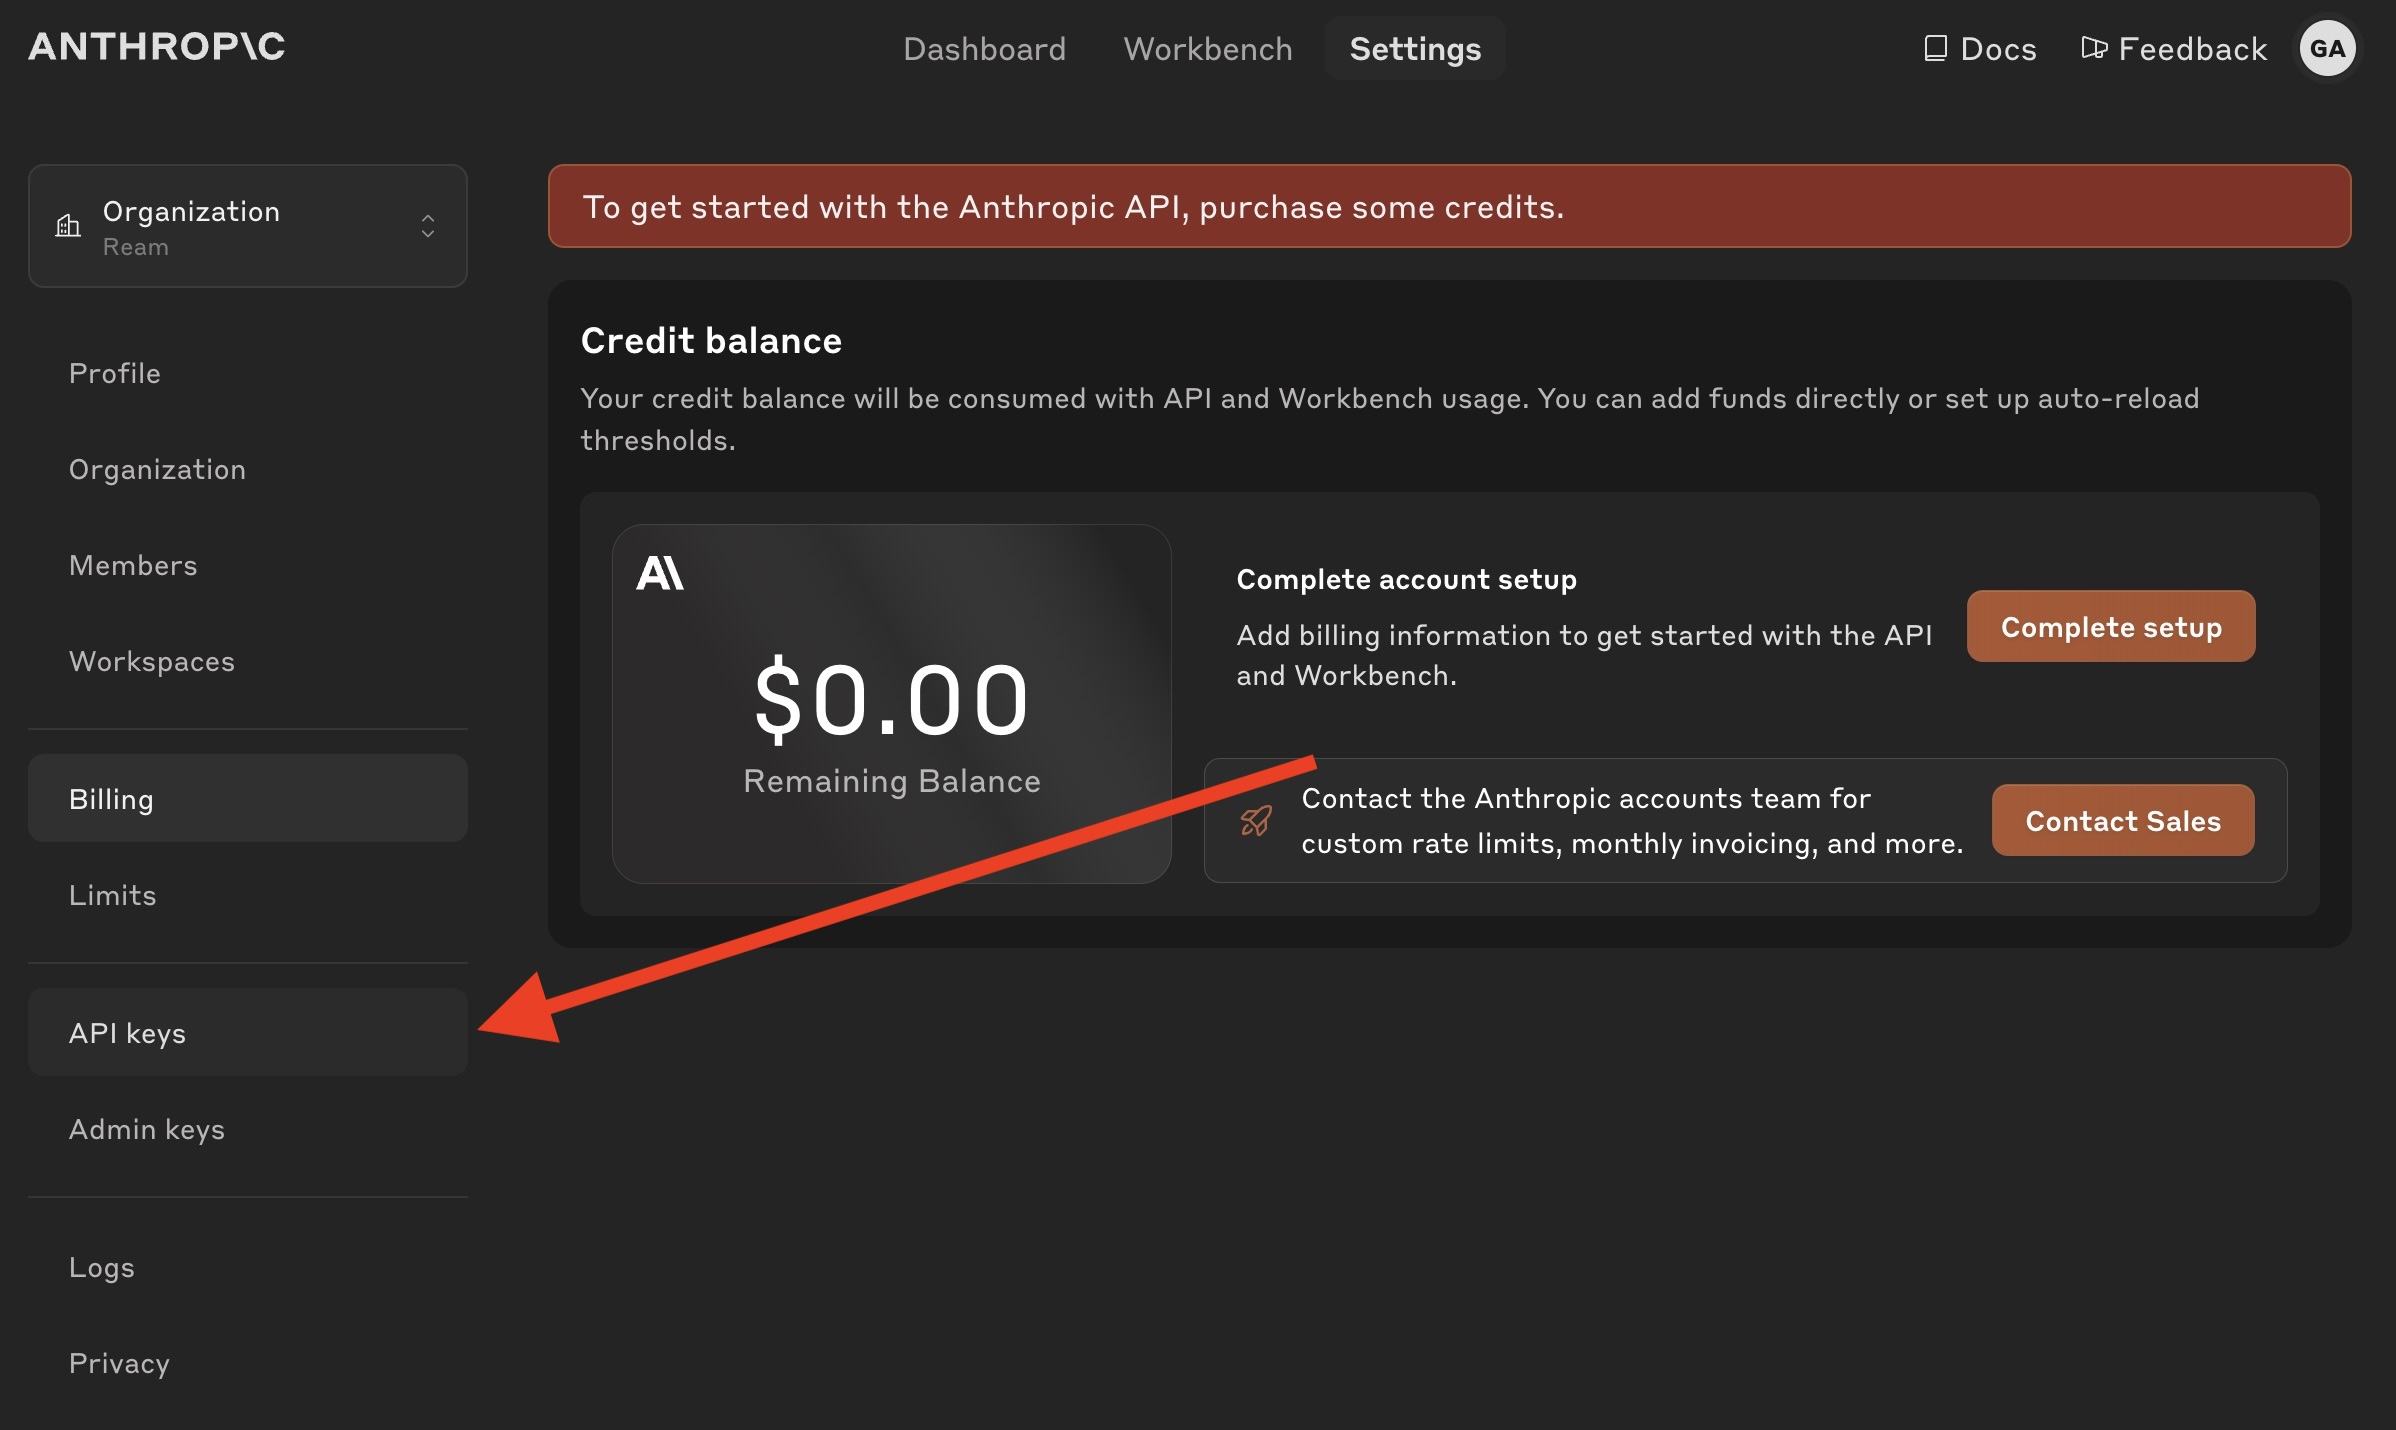 ANTHROP\C
Dashboard
Workbench
Settings
Docs
Feedback
GA
Organization
Ream
Profile
Organization
Members
Workspaces
Billing
Limits
API keys
Admin keys
Logs
Privacy
To get started with the Anthropic API, purchase some credits.
Credit balance
Your credit balance will be consumed with API and Workbench usage. You can add funds directly or set up auto-reload
thresholds.
A\
$0.00
Remaining Balance
Complete account setup
Add billing information to get started with the API
and Workbench.
Complete setup
Contact the Anthropic accounts team for
custom rate limits, monthly invoicing, and more.
Contact Sales